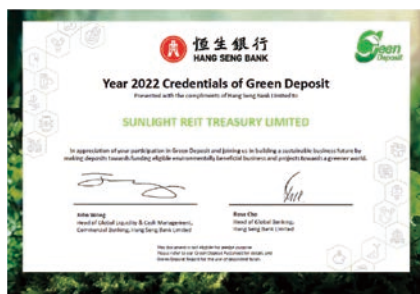 恒生銀行
HANG SENG BANK
Green
Deposit
Year 2022 Credentials of Green Deposit
Presented with the compliments of Hang Seng Bank Limited to
SUNLIGHT REIT TREASURY LIMITED
In appreciation of your participation in Green Deposit and joining us in building a sustainable business future by
making deposits towards funding eligible environmentally beneficial business and projects towards a greener world.
Head of Global Liquidity & Cash Management,
Commercial Banking, Hang Seng Bank Limited
Rose Cho
Head of Global Banking,
Hang Seng Bank Limited